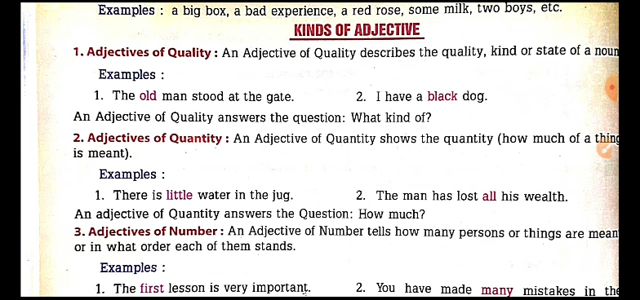 Examples : a big box, a bad experience, a red rose, some milk, two boys, etc.
KINDS OF ADJECTIVE
1. Adjectives of Quality : An Adjective of Quality describes the quality, kind or state of a noun
Examples :
1. The old man stood at the gate. 2. I have a black dog.
An Adjective of Quality answers the question: What kind of?
2. Adjectives of Quantity : An Adjective of Quantity shows the quantity (how much of a thing
is meant).
Examples :
1. There is little water in the jug. 2. The man has lost all his wealth.
An adjective of Quantity answers the Question: How much?
3. Adjectives of Number : An Adjective of Number tells how many persons or things are mean
or in what order each of them stands.
Examples :
1. The first lesson is very important. 2. You have made many mistakes in the